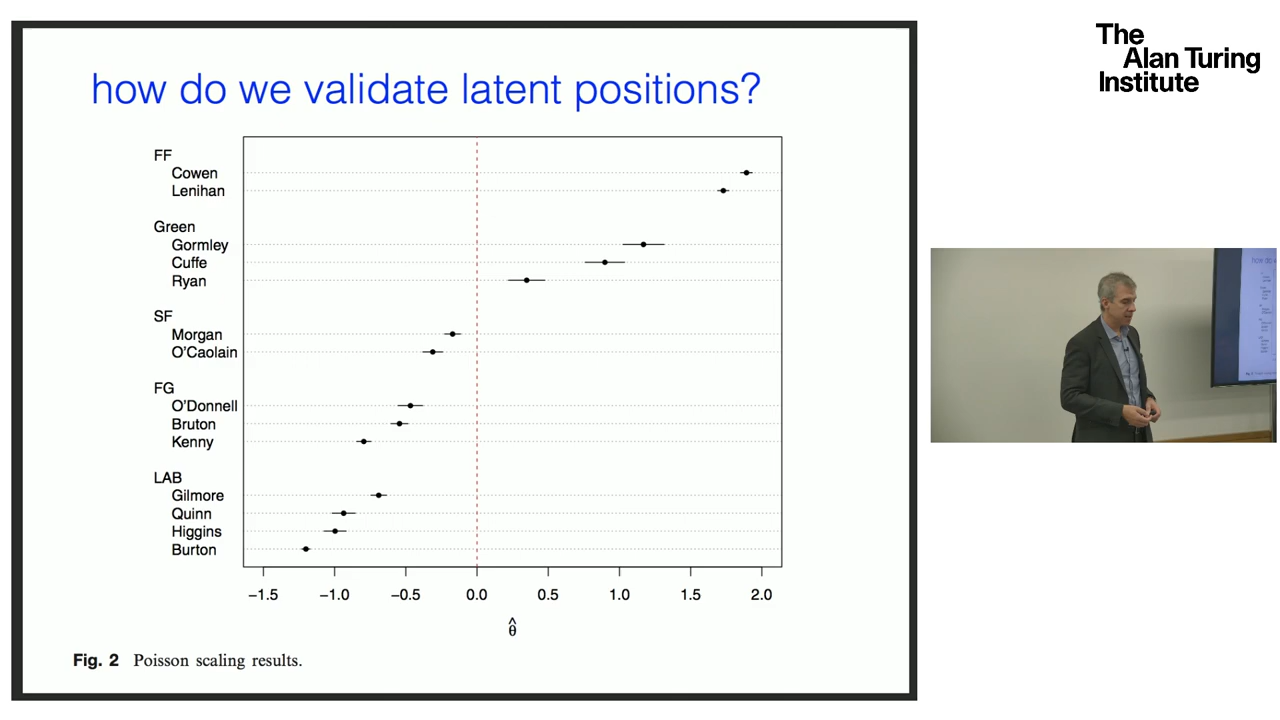 how do we validate latent positions?
FF
Cowen
Lenihan
Green
Gormley
Cuffe
Ryan
SF
Morgan
O'Caolain
FG
O'Donnell
Bruton
Kenny
LAB
Gilmore
Quinn
Higgins
Burton
−1.5 −1.0 −0.5 0.0 0.5 1.0 1.5 2.0
θ̂
Fig. 2 Poisson scaling results.
The
Alan Turing
Institute
how do w